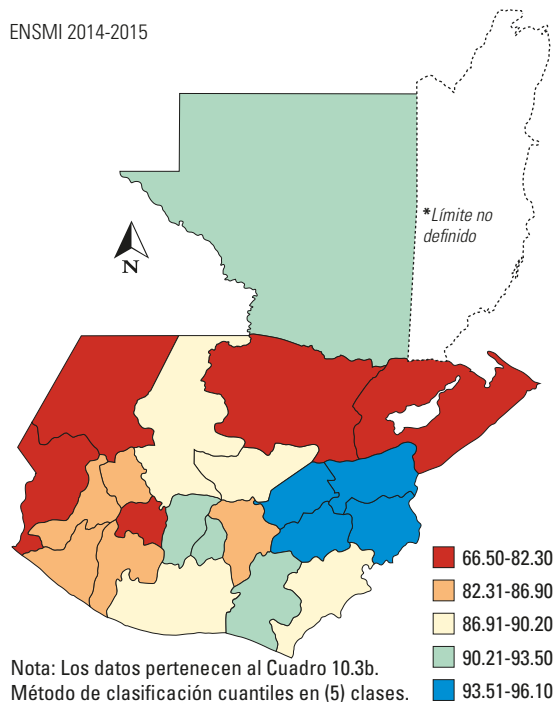 ENSMI 2014-2015
*Límite no
definido
N
66.50-82.30
82.31-86.90
86.91-90.20
90.21-93.50
93.51-96.10
Nota: Los datos pertenecen al Cuadro 10.3b.
Método de clasificación cuantiles en (5) clases.